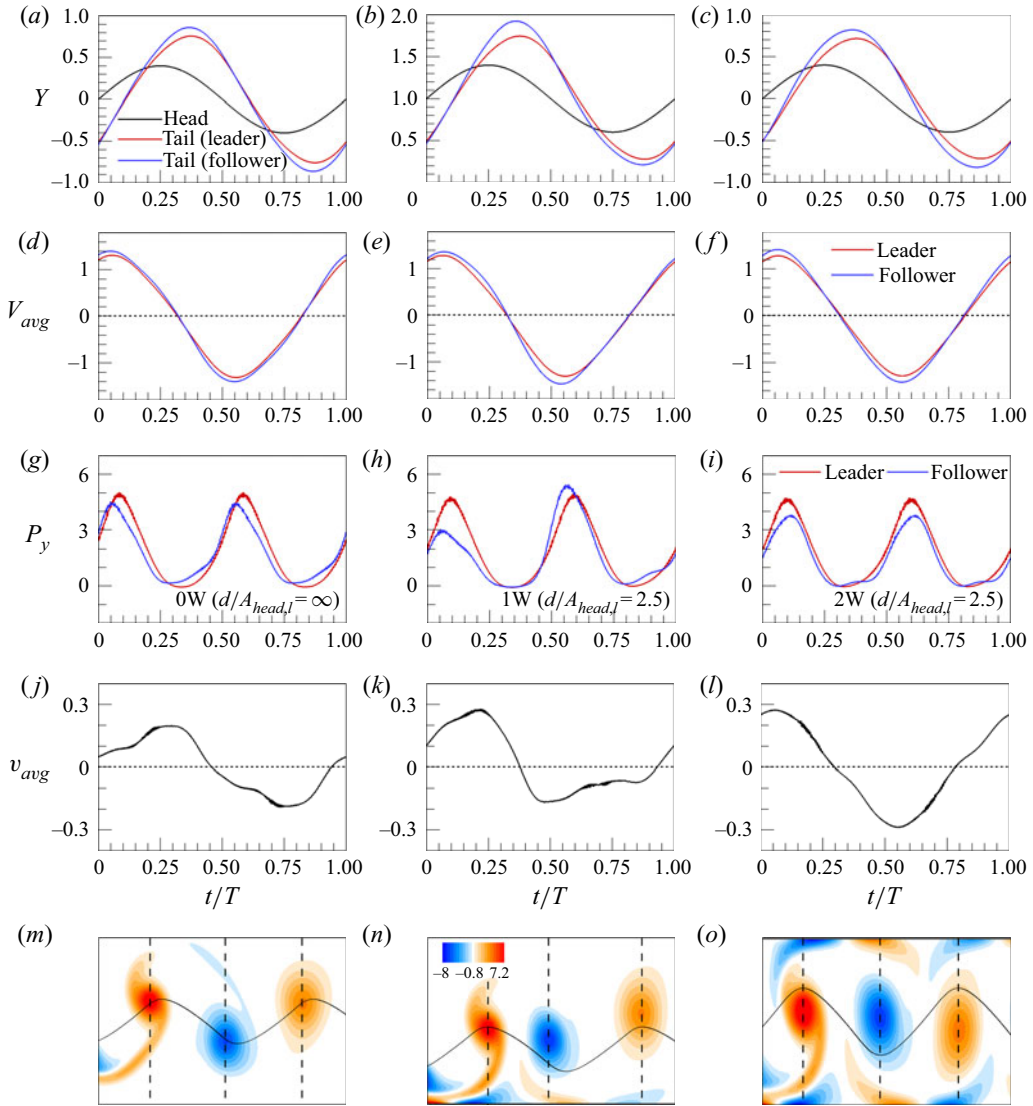 (a) (b) (c)
1.0 2.0 1.0
0.5 1.5 0.5
Y 0 1.0 0
Head
Tail (leader)
Tail (follower)
–0.5 0.5 –0.5
–1.0 –1.0
0 0.25 0.50 0.75 1.00 0 0.25 0.50 0.75 1.00 0 0.25 0.50 0.75 1.00
(d) (e) (f)
Leader
Follower
1 1 1
V_avg 0 0 0
–1 –1 –1
0 0.25 0.50 0.75 1.00 0 0.25 0.50 0.75 1.00 0 0.25 0.50 0.75 1.00
(g) (h) (i)
6 6 6
Leader Follower
P_y 3 3 3
0 0 0
0W (d/A_head,l = ∞) 1W (d/A_head,l = 2.5) 2W (d/A_head,l = 2.5)
0 0.25 0.50 0.75 1.00 0 0.25 0.50 0.75 1.00 0 0.25 0.50 0.75 1.00
(j) (k) (l)
0.3 0.3 0.3
v_avg 0 0 0
–0.3 –0.3 –0.3
0 0.25 0.50 0.75 1.00 0 0.25 0.50 0.75 1.00 0 0.25 0.50 0.75 1.00
t/T t/T t/T
(m) (n) (o)
–8 –0.8 7.2